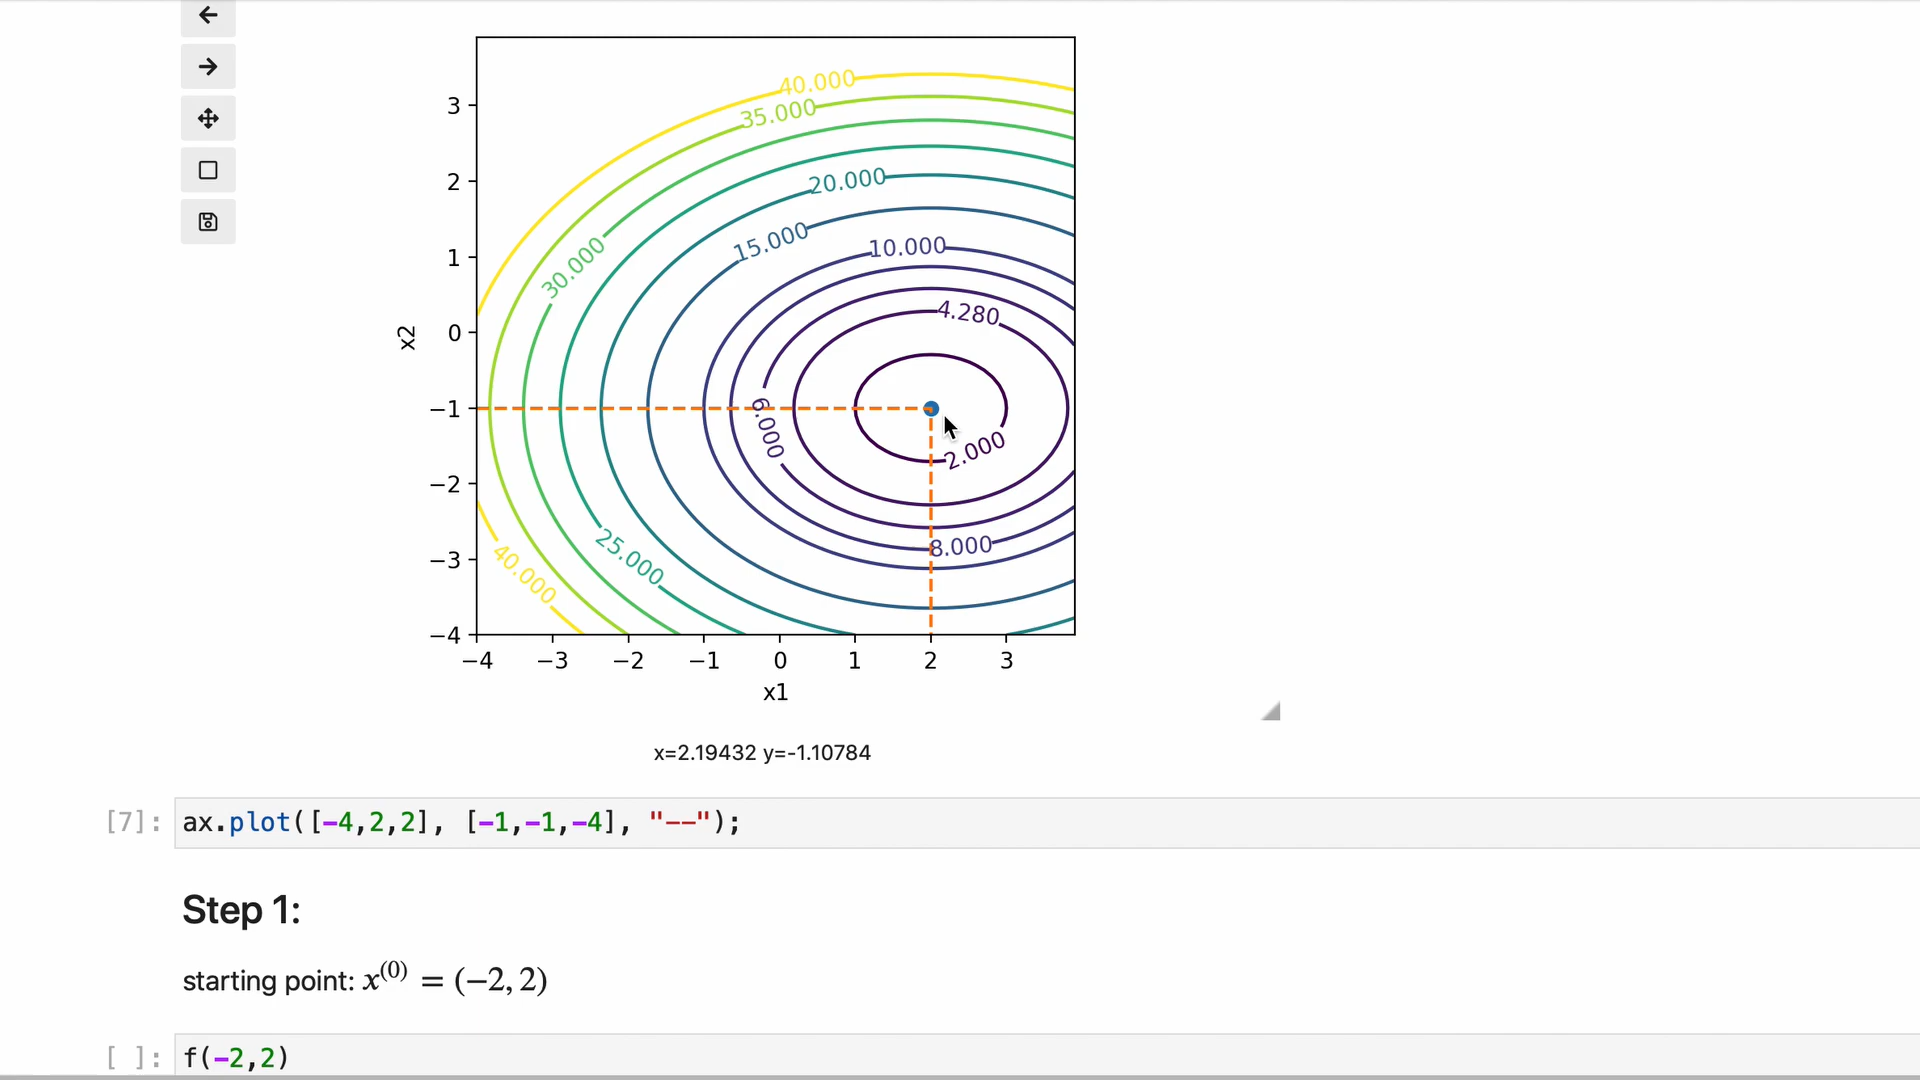 40.000
35.000
3
20.000
2
15.000
10.000
1
30.000
4.280
x2
0
−1
6.000
2.000
−2
8.000
25.000
−3
40.000
−4
−4 −3 −2 −1 0 1 2 3
x1
x=2.19432 y=-1.10784
[7]: ax.plot([-4,2,2], [-1,-1,-4], "--");
Step 1:
starting point: x⁽⁰⁾ = (−2, 2)
[ ]: f(-2,2)